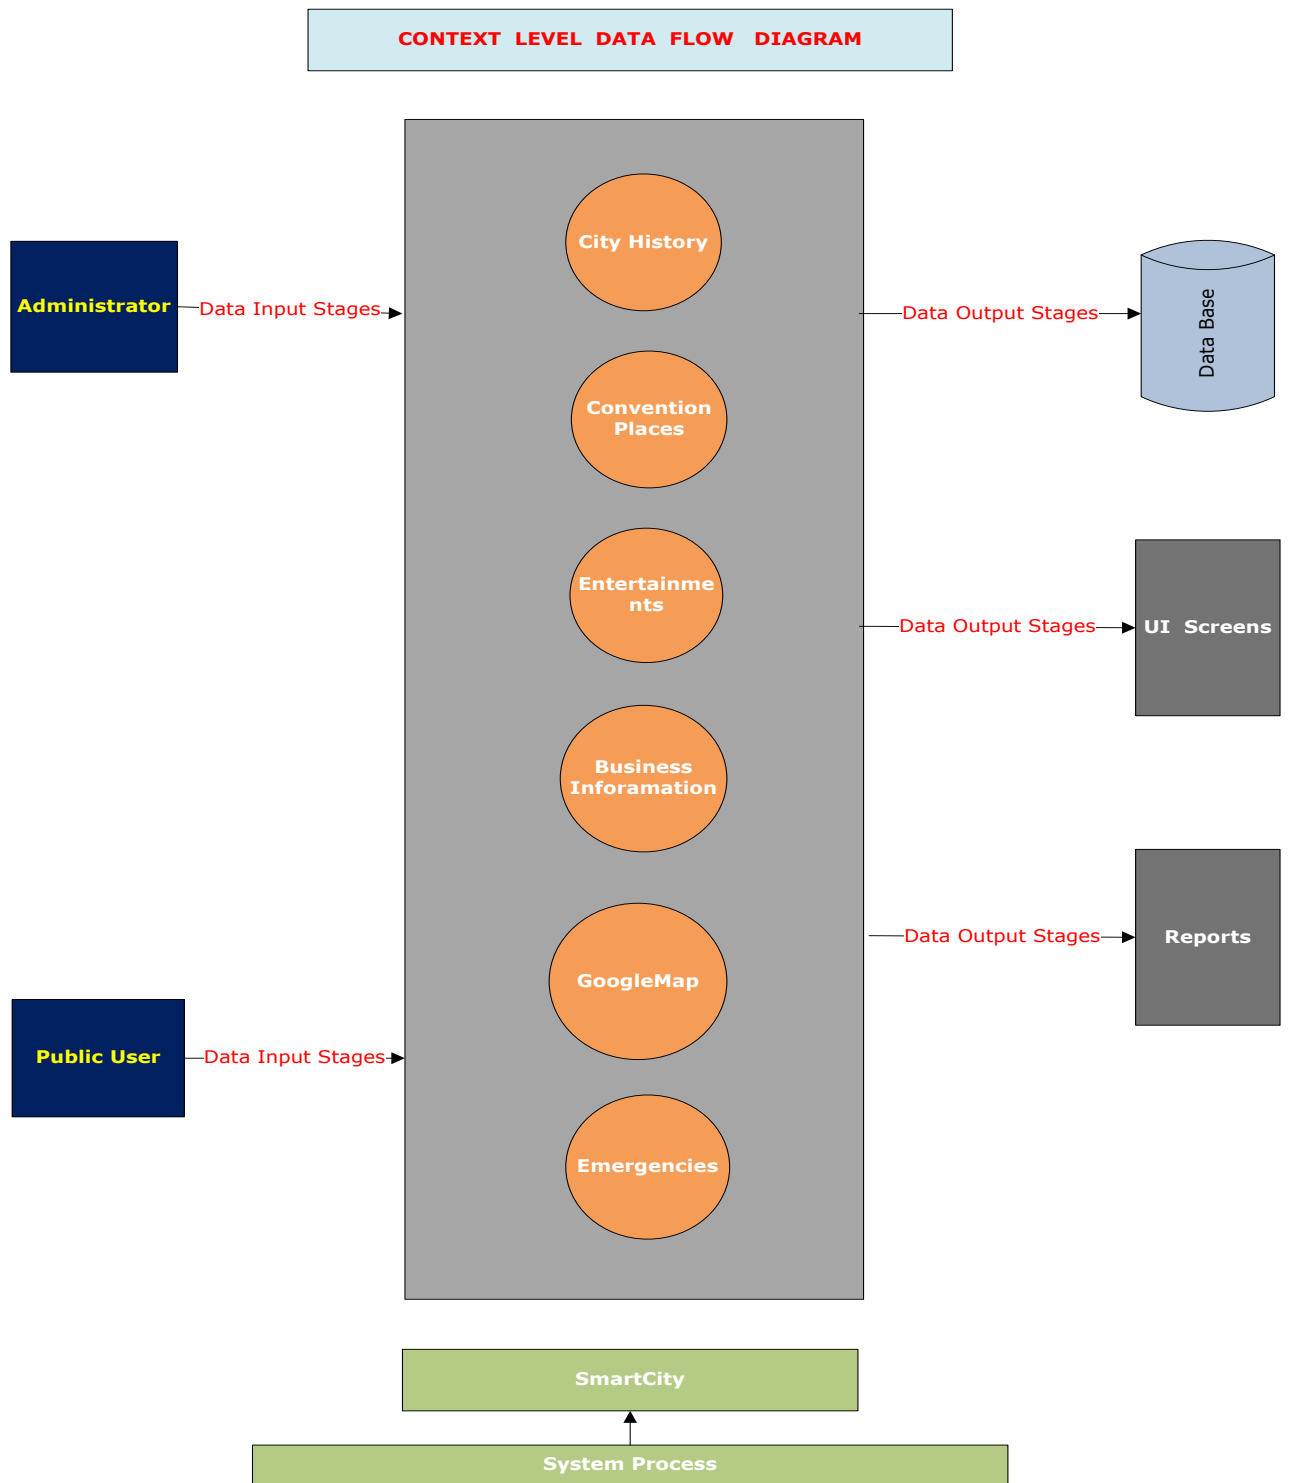 CONTEXT LEVEL DATA FLOW DIAGRAM
City History
Administrator
Data Input Stages
Data Output Stages
Data Base
Convention
Places
Entertainme
nts
Data Output Stages
UI Screens
Business
Inforamation
Data Output Stages
Reports
GoogleMap
Public User
Data Input Stages
Emergencies
SmartCity
System Process